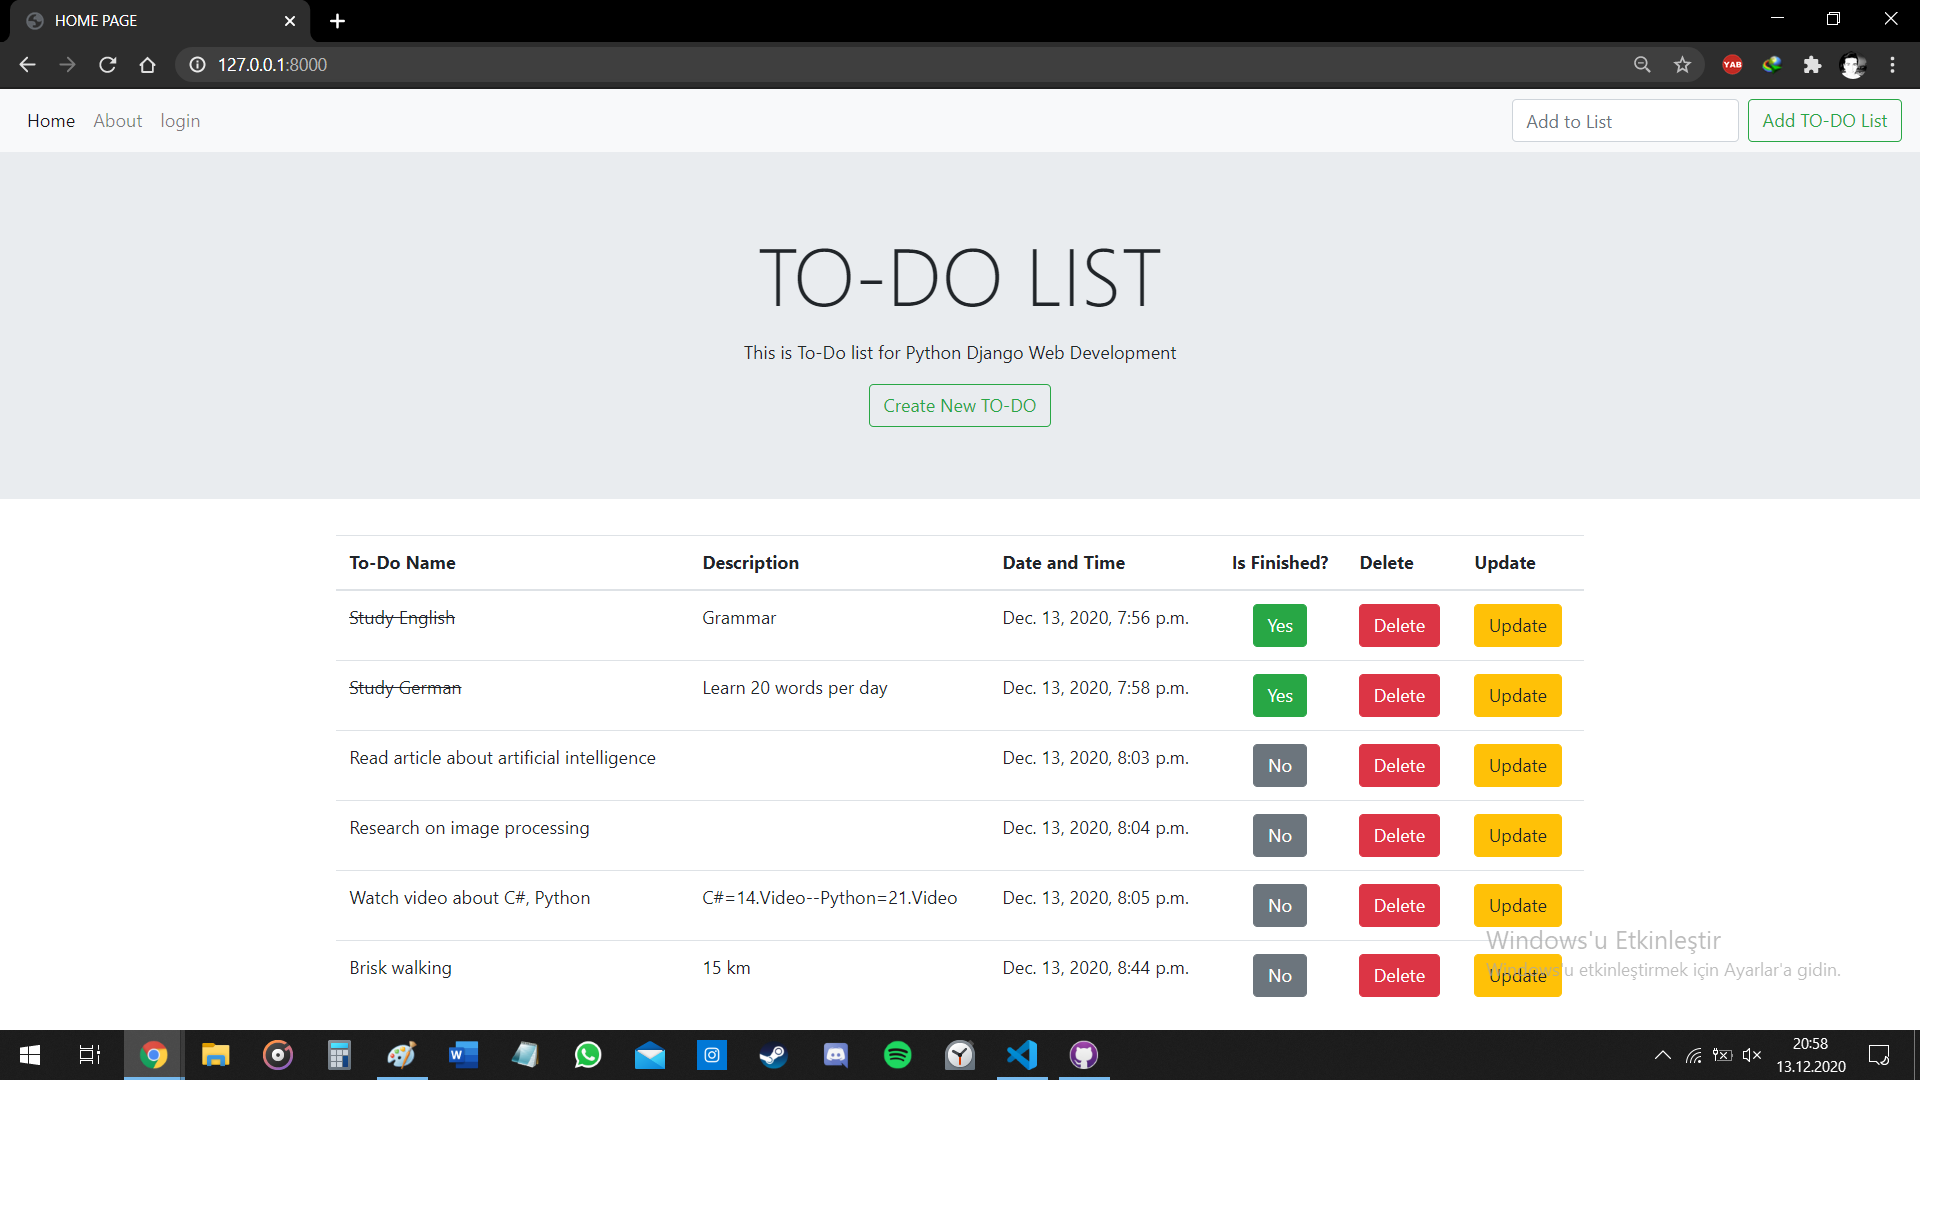 HOME PAGE
127.0.0.1:8000
YAB
Home About login Add to List Add TO-DO List
TO-DO LIST
This is To-Do list for Python Django Web Development
Create New TO-DO
To-Do Name Description Date and Time Is Finished? Delete Update
Study English Grammar Dec. 13, 2020, 7:56 p.m. Yes Delete Update
Study German Learn 20 words per day Dec. 13, 2020, 7:58 p.m. Yes Delete Update
Read article about artificial intelligence Dec. 13, 2020, 8:03 p.m. No Delete Update
Research on image processing Dec. 13, 2020, 8:04 p.m. No Delete Update
Watch video about C#, Python C#=14.Video--Python=21.Video Dec. 13, 2020, 8:05 p.m. No Delete Update
Windows'u Etkinleştir
Brisk walking 15 km Dec. 13, 2020, 8:44 p.m. No Delete Update
Windows'u etkinleştirmek için Ayarlar'a gidin.
20:58
13.12.2020